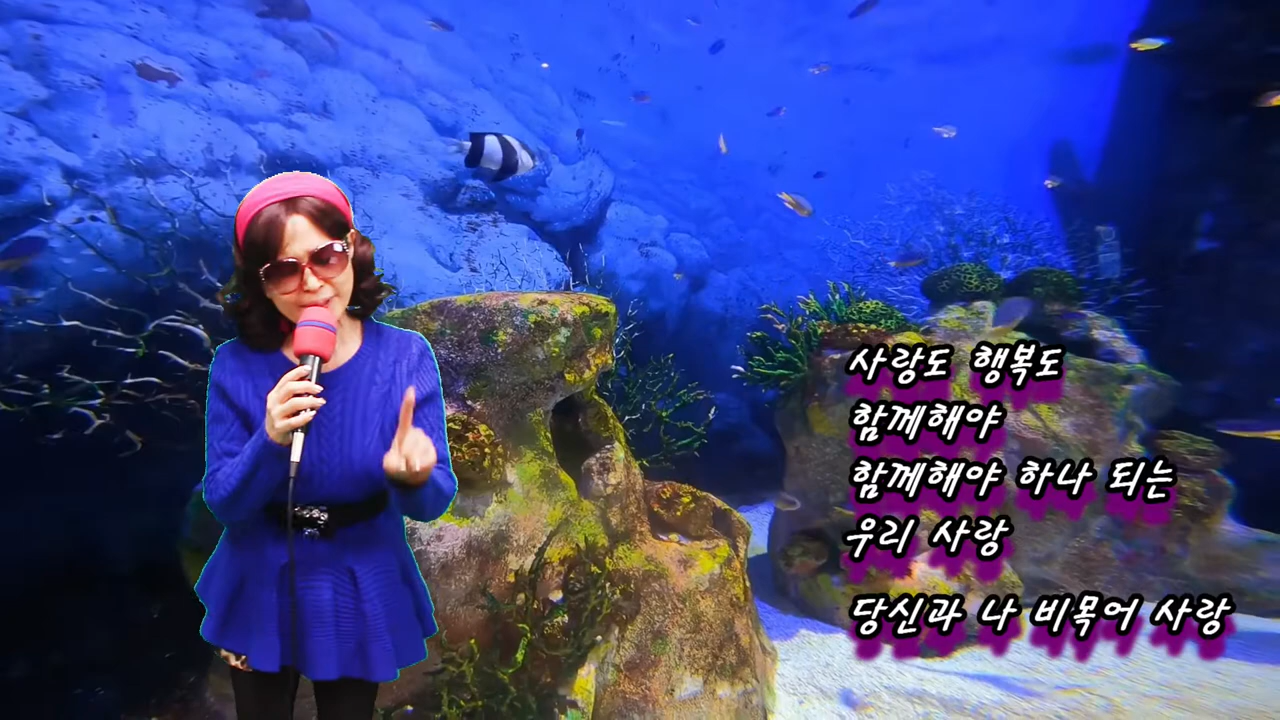 사랑도 행복도
함께해야
함께해야 하나 되는
우리 사랑
당신과 나 비목어 사랑